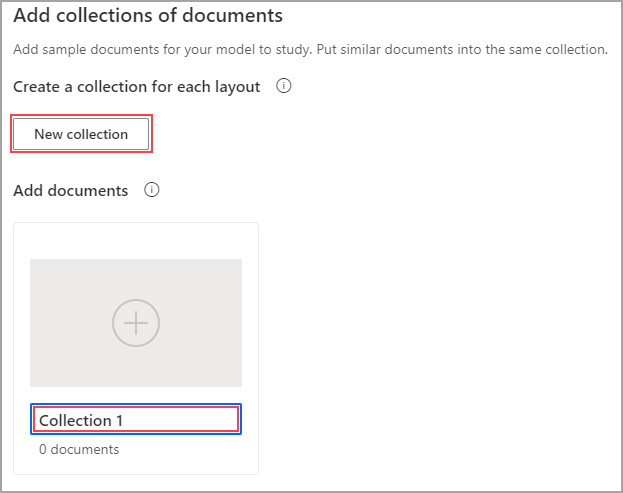 Add collections of documents
Add sample documents for your model to study. Put similar documents into the same collection.
Create a collection for each layout
New collection
Add documents
Collection 1
0 documents